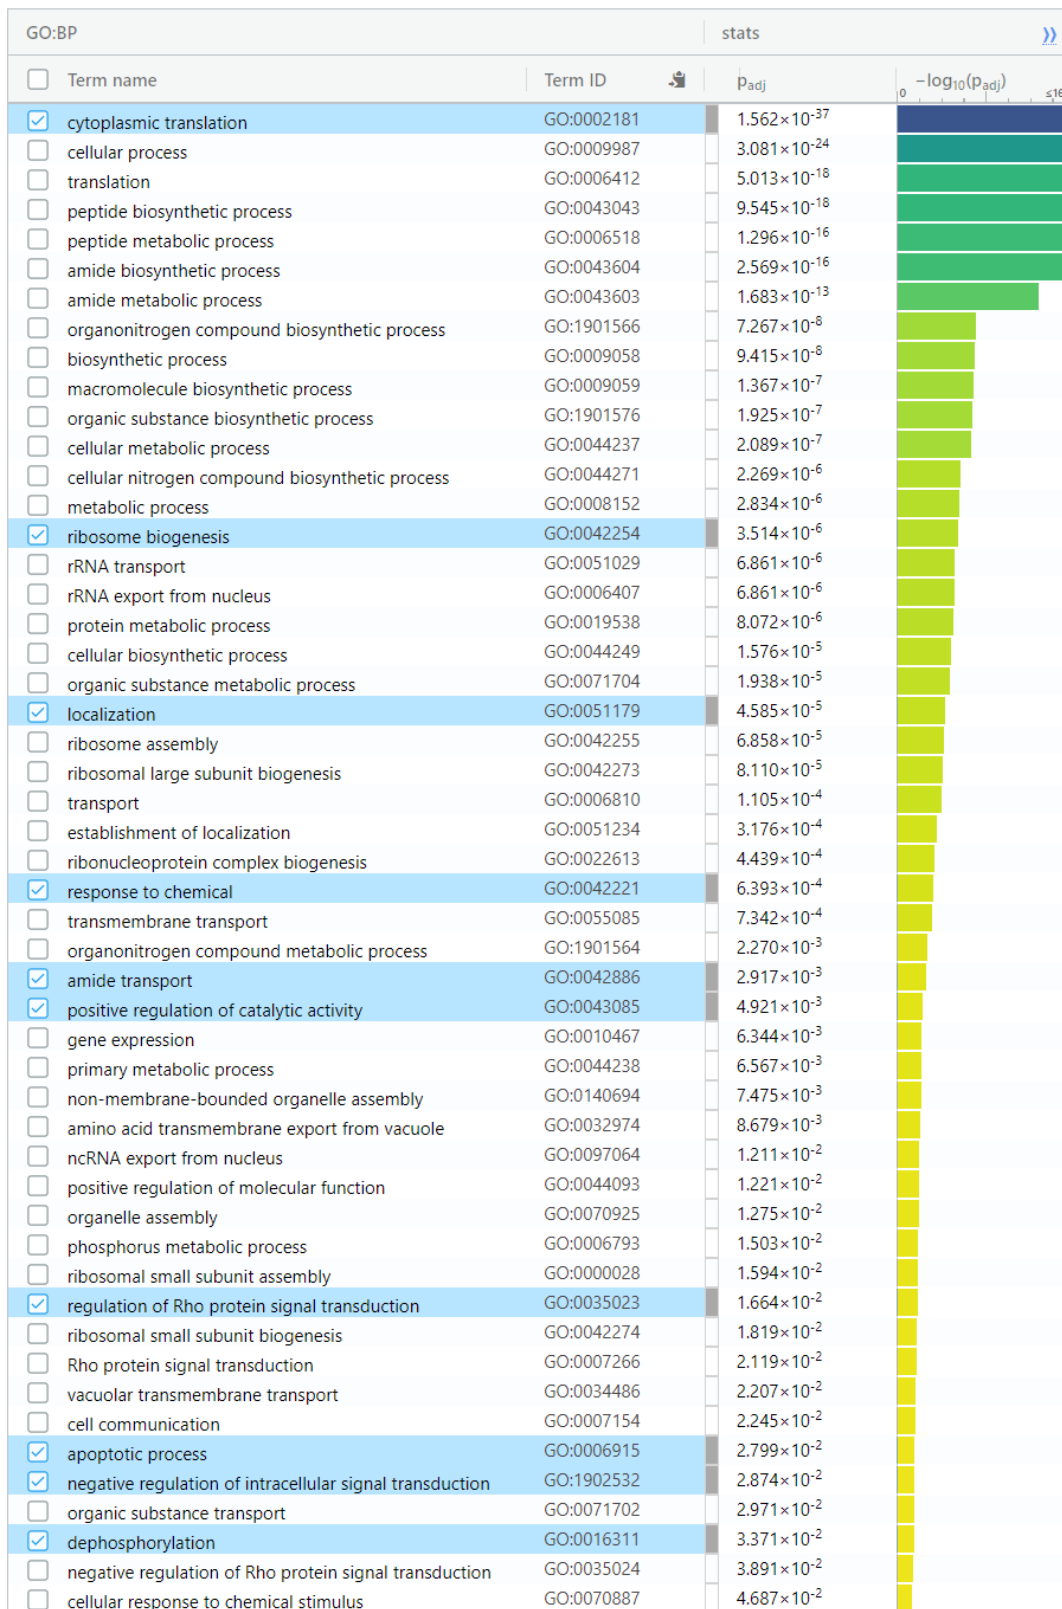 GO:BP stats »
Term name Term ID p_adj −log₁₀(p_adj)
0 ≤16
cytoplasmic translation GO:0002181 1.562×10⁻³⁷
cellular process GO:0009987 3.081×10⁻²⁴
translation GO:0006412 5.013×10⁻¹⁸
peptide biosynthetic process GO:0043043 9.545×10⁻¹⁸
peptide metabolic process GO:0006518 1.296×10⁻¹⁶
amide biosynthetic process GO:0043604 2.569×10⁻¹⁶
amide metabolic process GO:0043603 1.683×10⁻¹³
organonitrogen compound biosynthetic process GO:1901566 7.267×10⁻⁸
biosynthetic process GO:0009058 9.415×10⁻⁸
macromolecule biosynthetic process GO:0009059 1.367×10⁻⁷
organic substance biosynthetic process GO:1901576 1.925×10⁻⁷
cellular metabolic process GO:0044237 2.089×10⁻⁷
cellular nitrogen compound biosynthetic process GO:0044271 2.269×10⁻⁶
metabolic process GO:0008152 2.834×10⁻⁶
ribosome biogenesis GO:0042254 3.514×10⁻⁶
rRNA transport GO:0051029 6.861×10⁻⁶
rRNA export from nucleus GO:0006407 6.861×10⁻⁶
protein metabolic process GO:0019538 8.072×10⁻⁶
cellular biosynthetic process GO:0044249 1.576×10⁻⁵
organic substance metabolic process GO:0071704 1.938×10⁻⁵
localization GO:0051179 4.585×10⁻⁵
ribosome assembly GO:0042255 6.858×10⁻⁵
ribosomal large subunit biogenesis GO:0042273 8.110×10⁻⁵
transport GO:0006810 1.105×10⁻⁴
establishment of localization GO:0051234 3.176×10⁻⁴
ribonucleoprotein complex biogenesis GO:0022613 4.439×10⁻⁴
response to chemical GO:0042221 6.393×10⁻⁴
transmembrane transport GO:0055085 7.342×10⁻⁴
organonitrogen compound metabolic process GO:1901564 2.270×10⁻³
amide transport GO:0042886 2.917×10⁻³
positive regulation of catalytic activity GO:0043085 4.921×10⁻³
gene expression GO:0010467 6.344×10⁻³
primary metabolic process GO:0044238 6.567×10⁻³
non-membrane-bounded organelle assembly GO:0140694 7.475×10⁻³
amino acid transmembrane export from vacuole GO:0032974 8.679×10⁻³
ncRNA export from nucleus GO:0097064 1.211×10⁻²
positive regulation of molecular function GO:0044093 1.221×10⁻²
organelle assembly GO:0070925 1.275×10⁻²
phosphorus metabolic process GO:0006793 1.503×10⁻²
ribosomal small subunit assembly GO:0000028 1.594×10⁻²
regulation of Rho protein signal transduction GO:0035023 1.664×10⁻²
ribosomal small subunit biogenesis GO:0042274 1.819×10⁻²
Rho protein signal transduction GO:0007266 2.119×10⁻²
vacuolar transmembrane transport GO:0034486 2.207×10⁻²
cell communication GO:0007154 2.245×10⁻²
apoptotic process GO:0006915 2.799×10⁻²
negative regulation of intracellular signal transduction GO:1902532 2.874×10⁻²
organic substance transport GO:0071702 2.971×10⁻²
dephosphorylation GO:0016311 3.371×10⁻²
negative regulation of Rho protein signal transduction GO:0035024 3.891×10⁻²
cellular response to chemical stimulus GO:0070887 4.687×10⁻²